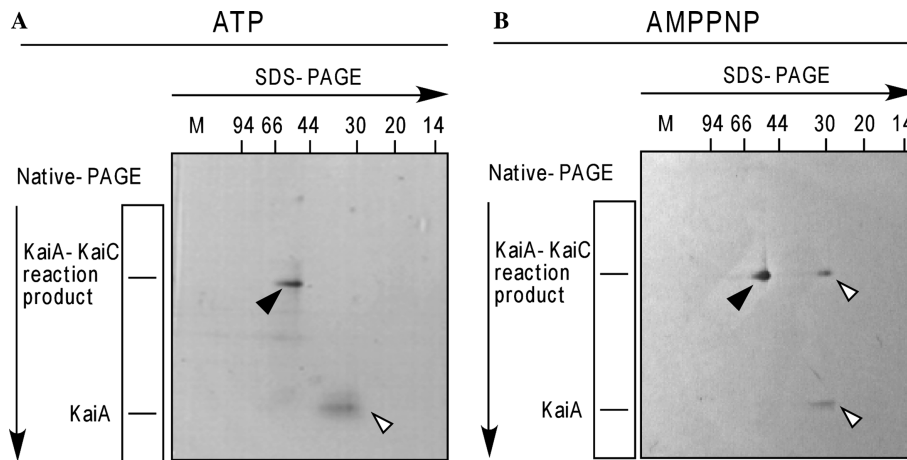 A ATP
SDS-PAGE
M 94 66 44 30 20 14
Native-PAGE
KaiA-KaiC
reaction
product
KaiA
B AMPPNP
SDS-PAGE
M 94 66 44 30 20 14
Native-PAGE
KaiA-KaiC
reaction
product
KaiA